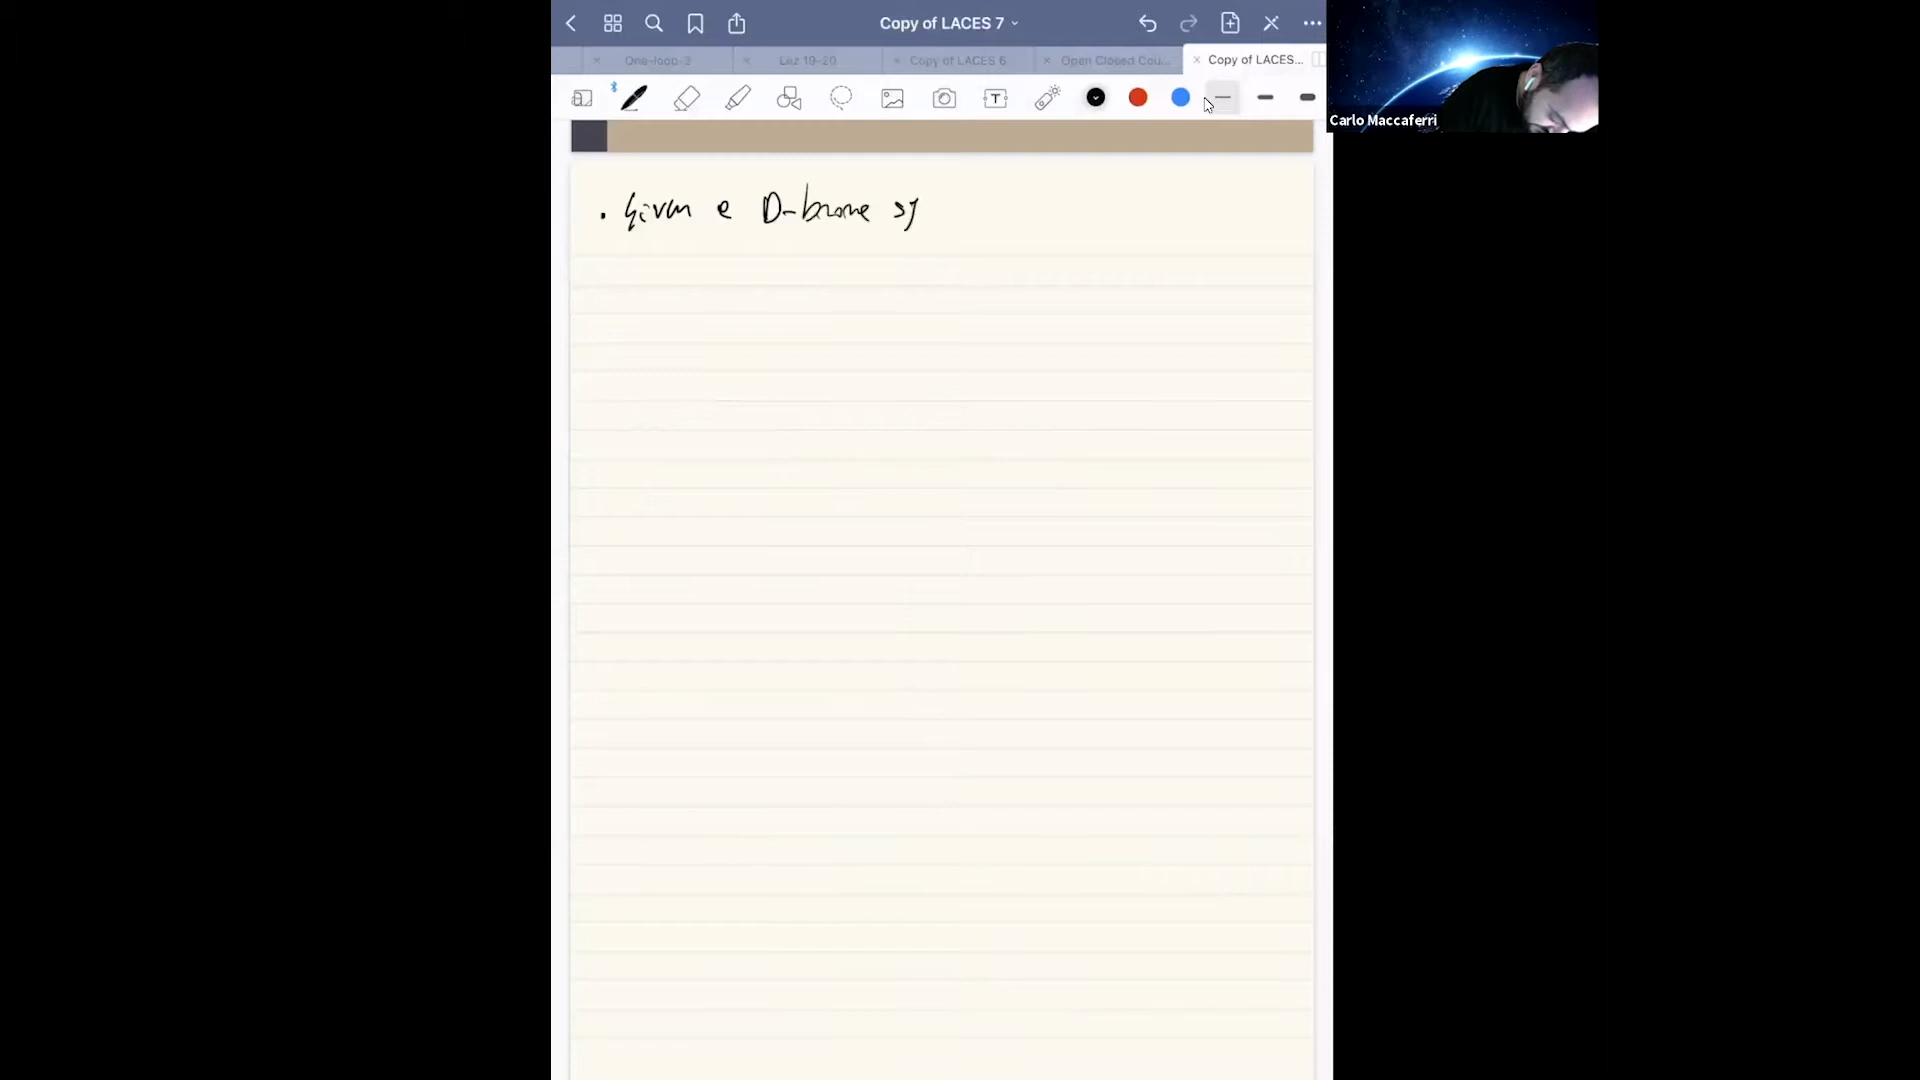 Copy of LACES 7
One-loop-2
Lez 19-20
Copy of LACES 6
Open Closed Cou...
Copy of LACES...
T
Carlo Maccaferri
. Given a D-brane sy